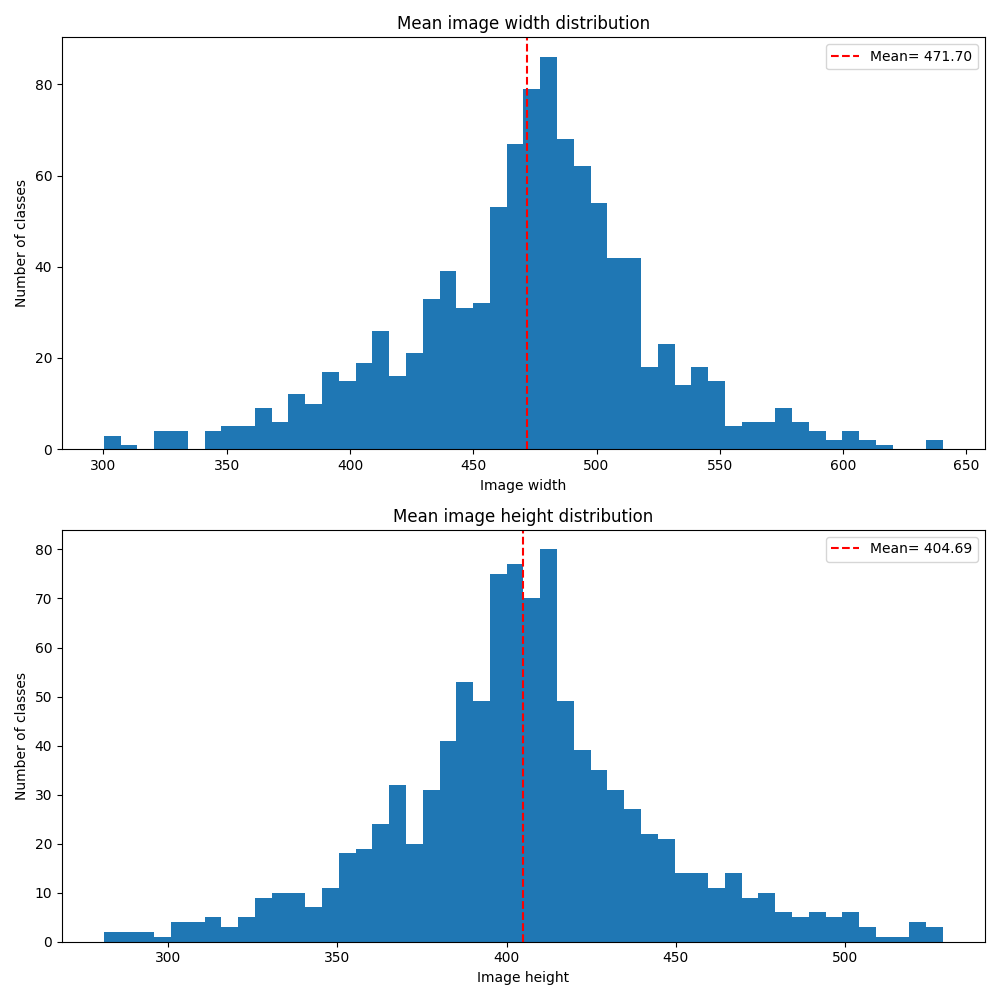 Mean image width distribution
Mean= 471.70
Number of classes
80
60
40
20
0
300 350 400 450 500 550 600 650
Image width
Mean image height distribution
Mean= 404.69
Number of classes
80
70
60
50
40
30
20
10
0
300 350 400 450 500
Image height